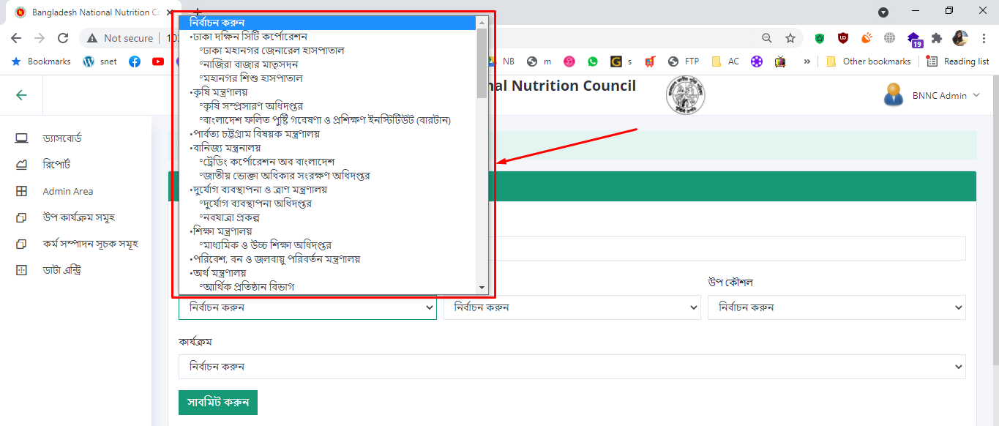 Bangladesh National Nutrition Co
Not secure
Bookmarks
snet
NB
m
s
FTP
AC
»
Other bookmarks
Reading list
19
nal Nutrition Council
BNNC Admin
ড্যাসবোর্ড
রিপোর্ট
Admin Area
উপ কার্যক্রম সমূহ
কর্ম সম্পাদন সূচক সমূহ
ডাটা এন্ট্রি
নির্বাচন করুন
•ঢাকা দক্ষিন সিটি কর্পোরেশন
°ঢাকা মহানগর জেনারেল হাসপাতাল
°নাজিরা বাজার মাতৃসদন
°মহানগর শিশু হাসপাতাল
•কৃষি মন্ত্রণালয়
°কৃষি সম্প্রসারণ অধিদপ্তর
°বাংলাদেশ ফলিত পুষ্টি গবেষণা ও প্রশিক্ষণ ইনস্টিটিউট (বারটান)
•পার্বত্য চট্টগ্রাম বিষয়ক মন্ত্রণালয়
•বানিজ্য মন্ত্রনালয়
°ট্রেডিং কর্পোরেশন অব বাংলাদেশ
°জাতীয় ভোক্তা অধিকার সংরক্ষণ অধিদপ্তর
•দুর্যোগ ব্যবস্থাপনা ও ত্রাণ মন্ত্রণালয়
°দুর্যোগ ব্যবস্থাপনা অধিদপ্তর
°নবযাত্রা প্রকল্প
•শিক্ষা মন্ত্রণালয়
°মাধ্যমিক ও উচ্চ শিক্ষা অধিদপ্তর
•পরিবেশ, বন ও জলবায়ু পরিবর্তন মন্ত্রণালয়
•অর্থ মন্ত্রণালয়
°আর্থিক প্রতিষ্ঠান বিভাগ
উপ কৌশল
নির্বাচন করুন
নির্বাচন করুন
নির্বাচন করুন
কার্যক্রম
নির্বাচন করুন
সাবমিট করুন